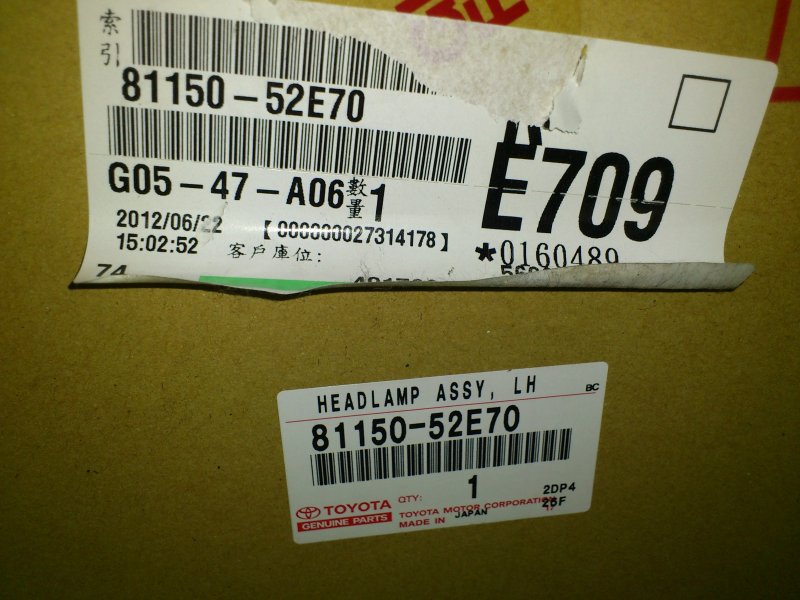 索引
81150-52E70
G05-47-A06 數量 1
E709
2012/06/22
15:02:52
【000000027314178】
客戶庫位:
*0160489
74
HEADLAMP ASSY, LH
BC
81150-52E70
1
QTY:
2DP4
26F
TOYOTA
GENUINE PARTS
TOYOTA MOTOR CORPORATION
MADE IN JAPAN